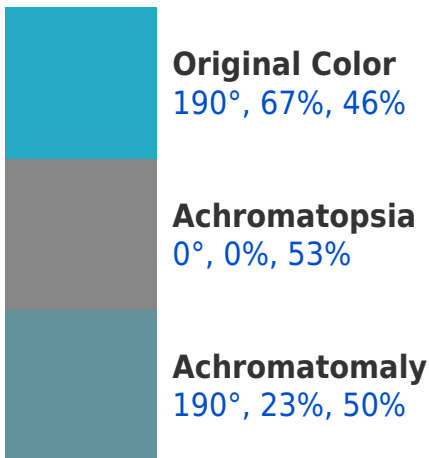 Original Color
190°, 67%, 46%
Achromatopsia
0°, 0%, 53%
Achromatomaly
190°, 23%, 50%